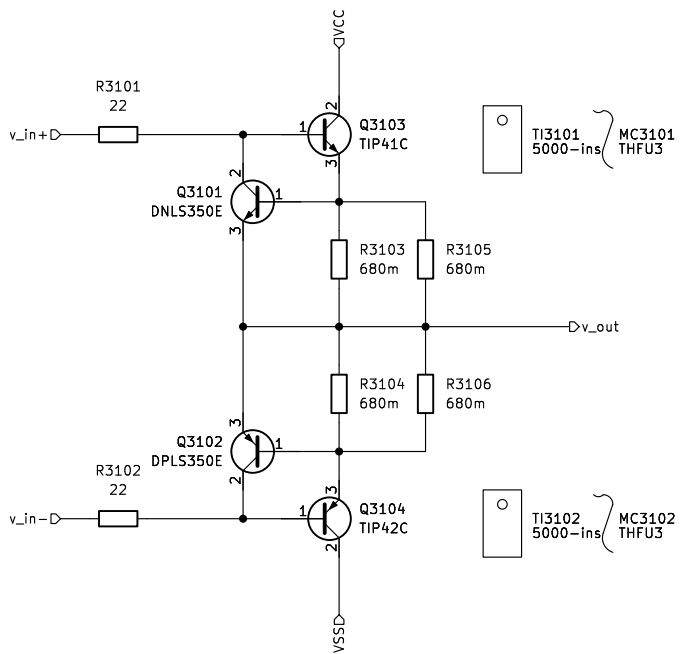 VCC
R3101
22
v_in+
2
1
Q3103
TIP41C
3
TI3101
5000-ins
MC3101
THFU3
2
Q3101
DNLS350E
1
3
R3103
680m
R3105
680m
v_out
R3104
680m
R3106
680m
3
Q3102
DPLS350E
1
2
R3102
22
v_in-
3
1
Q3104
TIP42C
2
TI3102
5000-ins
MC3102
THFU3
VSS